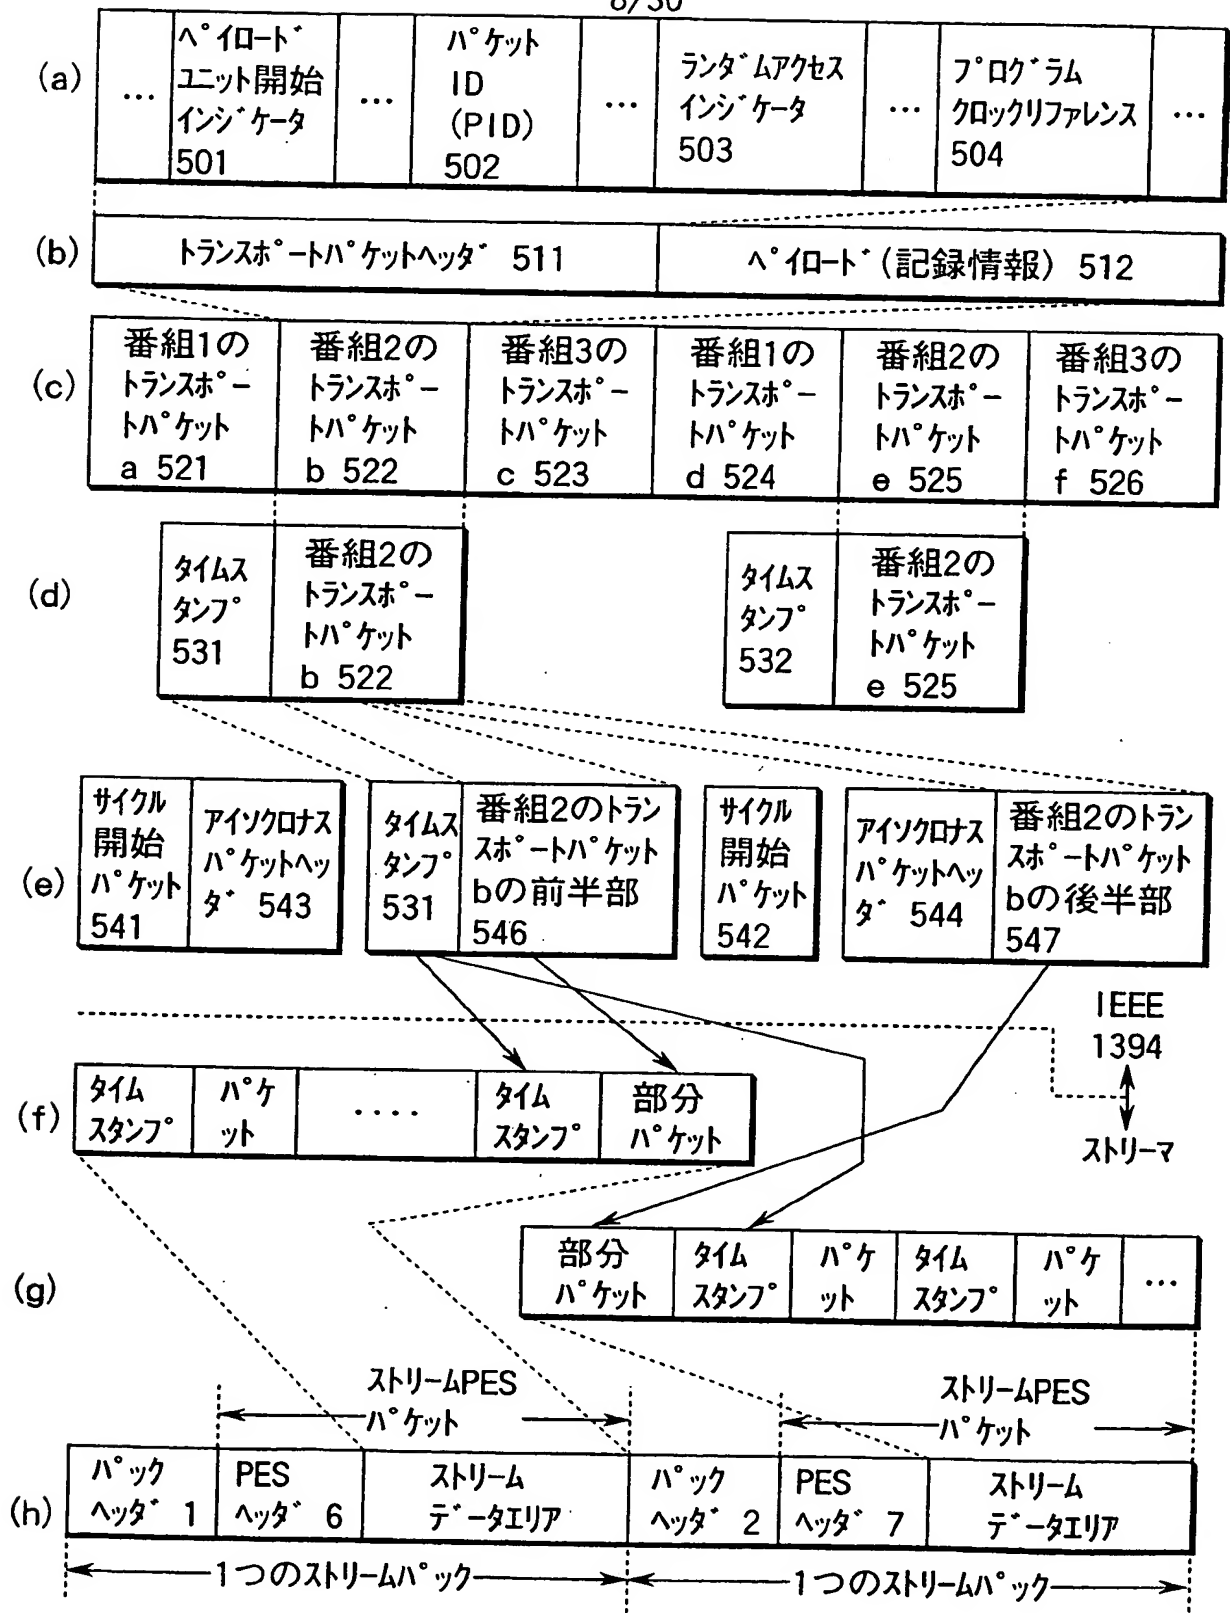 8/30
(a)
…
ペイロード
ユニット開始
インジケータ
501
…
パケット
ID
(PID)
502
…
ランダムアクセス
インジケータ
503
…
プログラム
クロックリファレンス
504
…
(b)
トランスポートパケットヘッダ 511
ペイロード(記録情報) 512
(c)
番組1の
トランスポー
トパケット
a 521
番組2の
トランスポー
トパケット
b 522
番組3の
トランスポー
トパケット
c 523
番組1の
トランスポー
トパケット
d 524
番組2の
トランスポー
トパケット
e 525
番組3の
トランスポー
トパケット
f 526
(d)
タイムス
タンプ
531
番組2の
トランスポー
トパケット
b 522
タイムス
タンプ
532
番組2の
トランスポー
トパケット
e 525
(e)
サイクル
開始
パケット
541
アイソクロナス
パケットヘッ
ダ 543
タイムス
タンプ
531
番組2のトラン
スポートパケット
bの前半部
546
サイクル
開始
パケット
542
アイソクロナス
パケットヘッ
ダ 544
番組2のトラン
スポートパケット
bの後半部
547
IEEE
1394
ストリーマ
(f)
タイム
スタンプ
パケ
ット
....
タイム
スタンプ
部分
パケット
(g)
部分
パケット
タイム
スタンプ
パケ
ット
タイム
スタンプ
パケ
ット
…
ストリームPES
パケット
ストリームPES
パケット
(h)
パック
ヘッダ 1
PES
ヘッダ 6
ストリーム
データエリア
パック
ヘッダ 2
PES
ヘッダ 7
ストリーム
データエリア
1つのストリームパック
1つのストリームパック